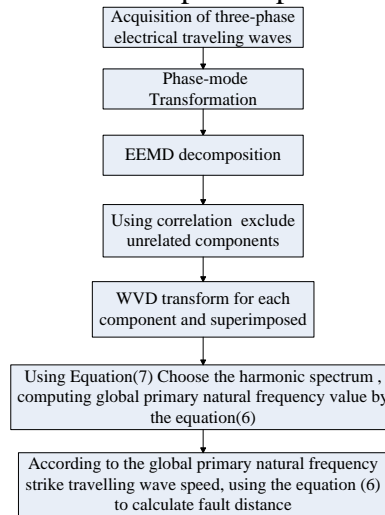 Acquisition of three-phase
electrical traveling waves
Phase-mode
Transformation
EEMD decomposition
Using correlation exclude
unrelated components
WVD transform for each
component and superimposed
Using Equation(7) Choose the harmonic spectrum ,
computing global primary natural frequency value by
the equation(6)
According to the global primary natural frequency
strike travelling wave speed, using the equation (6)
to calculate fault distance